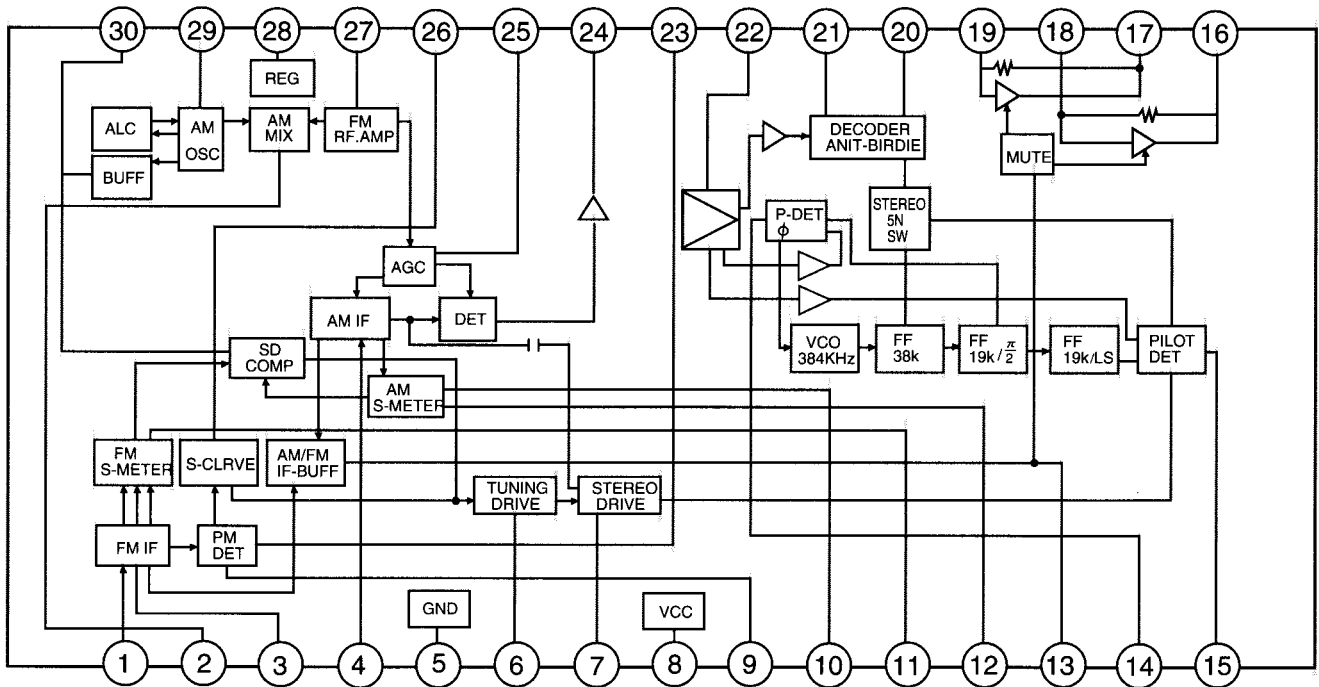 30 29 28 27 26 25 24 23 22 21 20 19 18 17 16
REG
ALC
AM
OSC
AM
MIX
FM
RF.AMP
BUFF
DECODER
ANIT-BIRDIE
MUTE
STEREO
5N
SW
P-DET
ϕ
AGC
AM IF
DET
SD
COMP
VCO
384KHz
FF
38k
FF
19k/π/2
FF
19k/LS
PILOT
DET
AM
S-METER
FM
S-METER
S-CLRVE
AM/FM
IF-BUFF
TUNING
DRIVE
STEREO
DRIVE
FM IF
PM
DET
GND
VCC
1 2 3 4 5 6 7 8 9 10 11 12 13 14 15